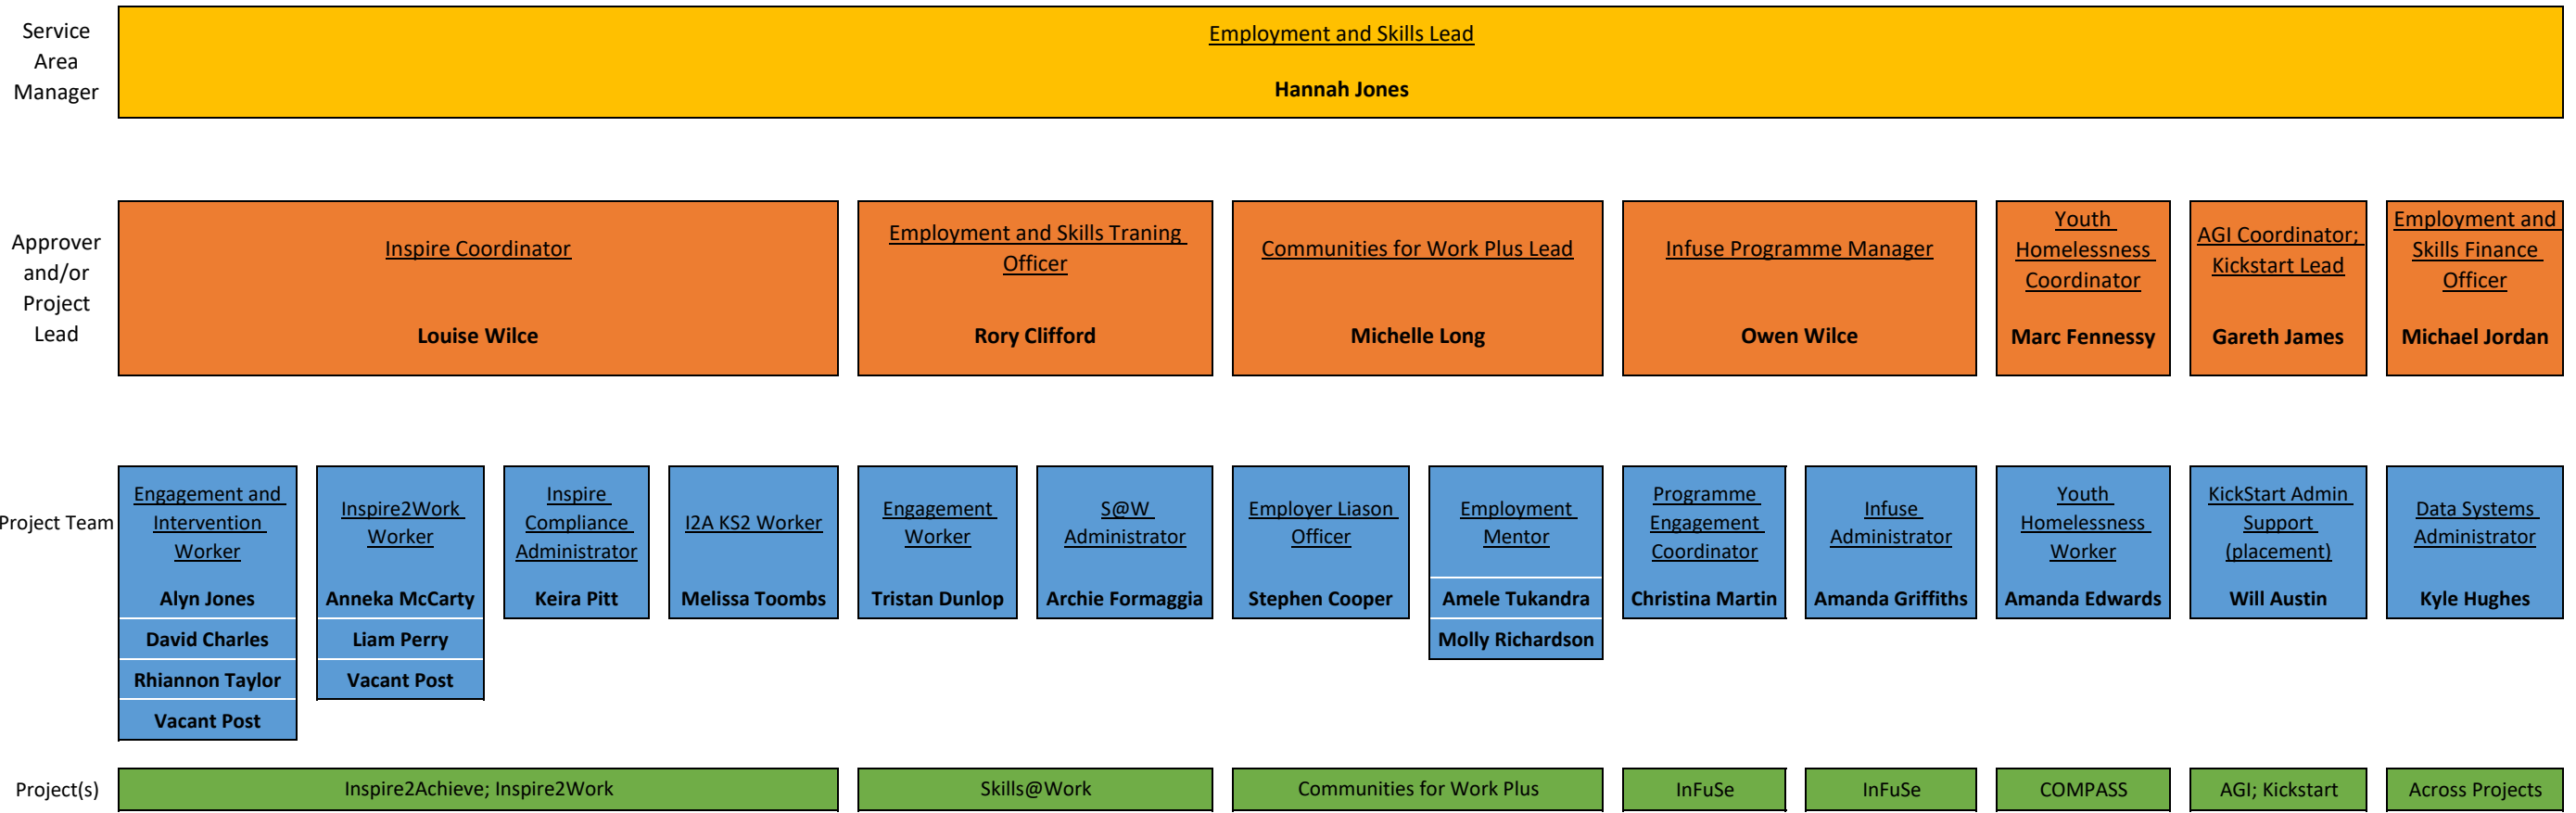 Service
Area
Manager
Employment and Skills Lead
Hannah Jones
Approver
and/or
Project
Lead
Inspire Coordinator
Louise Wilce
Employment and Skills Traning
Officer
Rory Clifford
Communities for Work Plus Lead
Michelle Long
Infuse Programme Manager
Owen Wilce
Youth
Homelessness
Coordinator
Marc Fennessy
AGI Coordinator;
Kickstart Lead
Gareth James
Employment and
Skills Finance
Officer
Michael Jordan
Project Team
Engagement and
Intervention
Worker
Alyn Jones
David Charles
Rhiannon Taylor
Vacant Post
Inspire2Work
Worker
Anneka McCarty
Liam Perry
Vacant Post
Inspire
Compliance
Administrator
Keira Pitt
I2A KS2 Worker
Melissa Toombs
Engagement
Worker
Tristan Dunlop
S@W
Administrator
Archie Formaggia
Employer Liason
Officer
Stephen Cooper
Employment
Mentor
Amele Tukandra
Molly Richardson
Programme
Engagement
Coordinator
Christina Martin
Infuse
Administrator
Amanda Griffiths
Youth
Homelessness
Worker
Amanda Edwards
KickStart Admin
Support
(placement)
Will Austin
Data Systems
Administrator
Kyle Hughes
Project(s)
Inspire2Achieve; Inspire2Work
Skills@Work
Communities for Work Plus
InFuSe
InFuSe
COMPASS
AGI; Kickstart
Across Projects